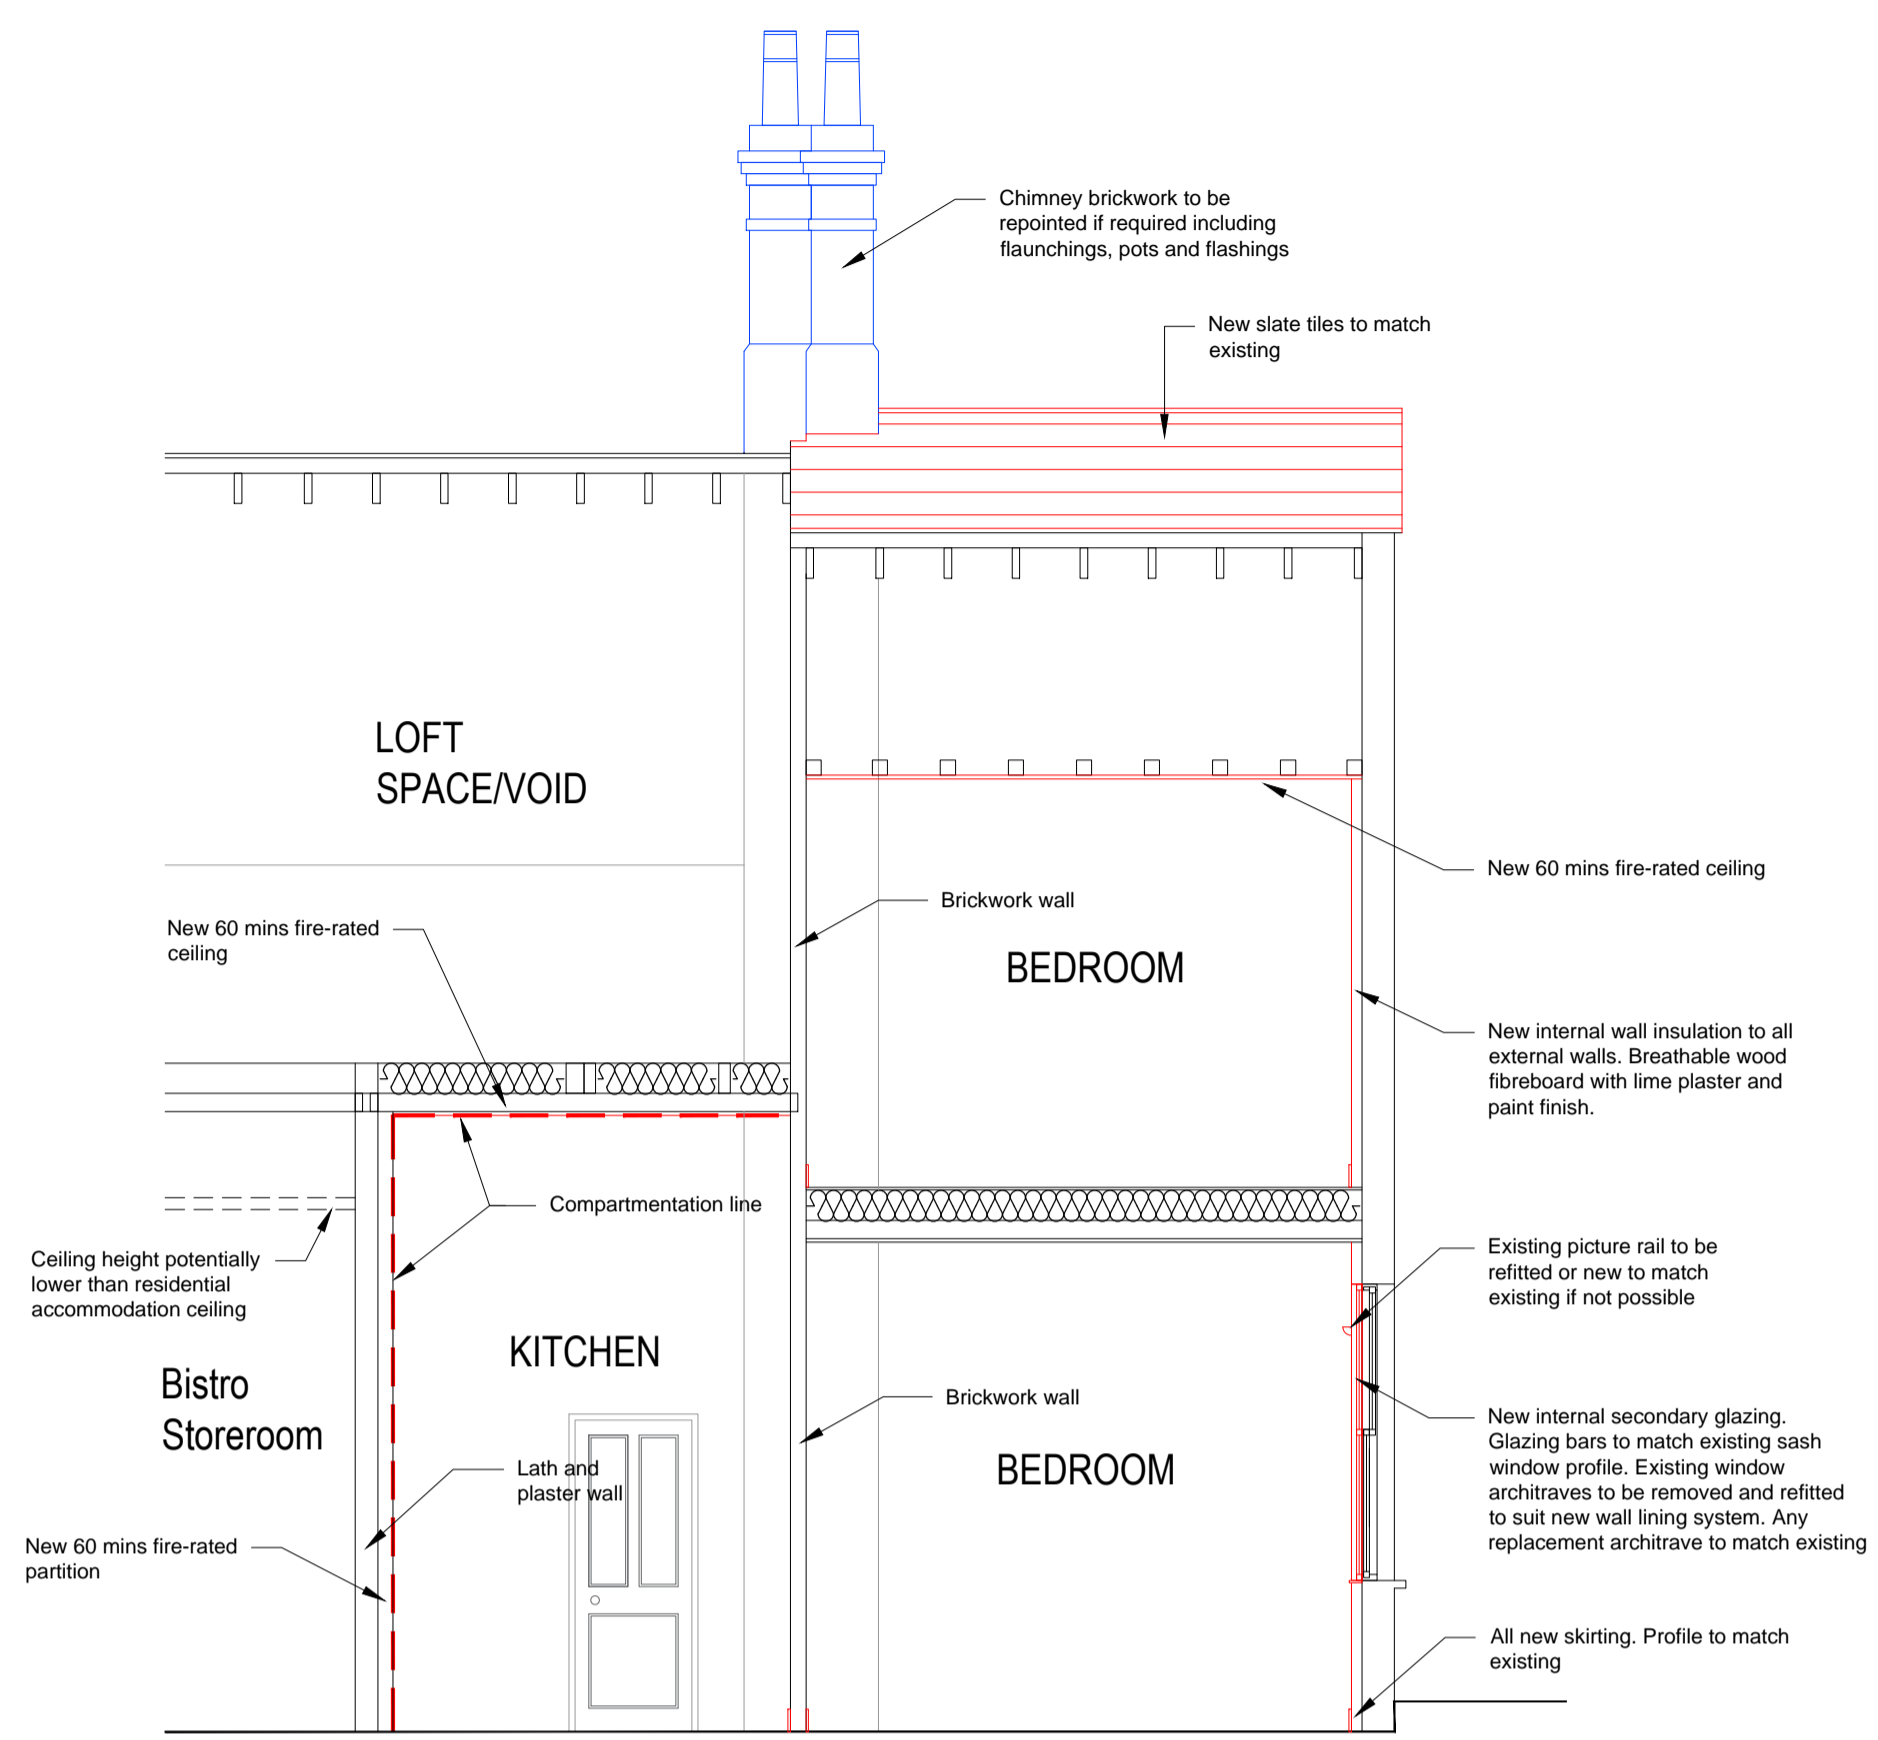 Chimney brickwork to be
repointed if required including
flaunchings, pots and flashings
New slate tiles to match
existing
LOFT
SPACE/VOID
New 60 mins fire-rated ceiling
Brickwork wall
New 60 mins fire-rated
ceiling
BEDROOM
New internal wall insulation to all
external walls. Breathable wood
fibreboard with lime plaster and
paint finish.
Compartmentation line
Ceiling height potentially
lower than residential
accommodation ceiling
Existing picture rail to be
refitted or new to match
existing if not possible
KITCHEN
Bistro
Storeroom
Brickwork wall
New internal secondary glazing.
Glazing bars to match existing sash
window profile. Existing window
architraves to be removed and refitted
to suit new wall lining system. Any
replacement architrave to match existing
BEDROOM
Lath and
plaster wall
New 60 mins fire-rated
partition
All new skirting. Profile to match
existing